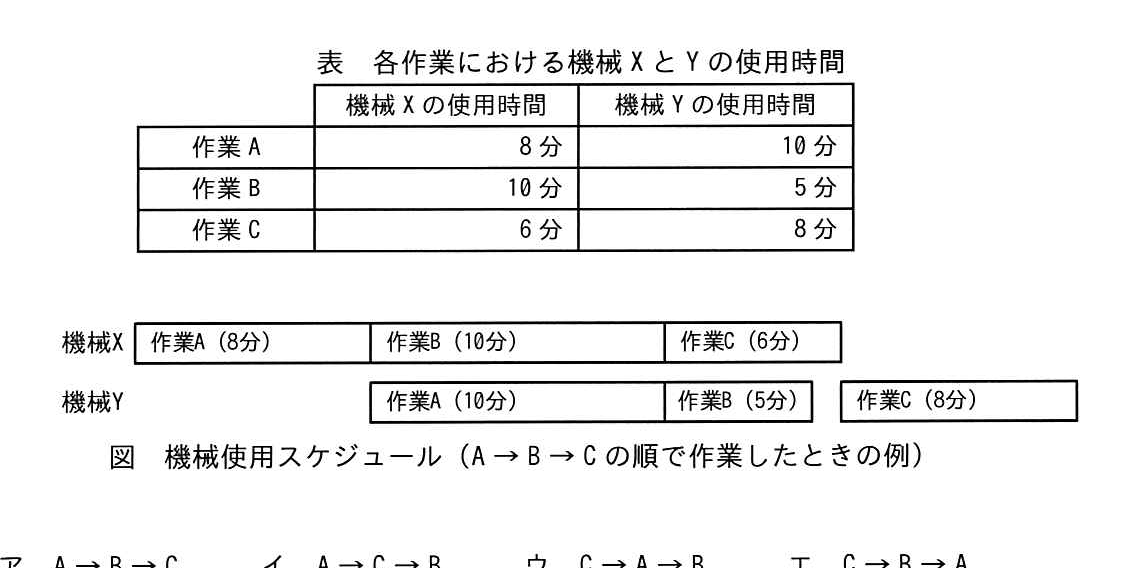 表　各作業における機械 X と Y の使用時間
機械 X の使用時間　機械 Y の使用時間
作業 A　8 分　10 分
作業 B　10 分　5 分
作業 C　6 分　8 分
機械X　作業A（8分）　作業B（10分）　作業C（6分）
機械Y　作業A（10分）　作業B（5分）　作業C（8分）
図　機械使用スケジュール（A → B → C の順で作業したときの例）
ア　A → B → C　イ　A → C → B　ウ　C → A → B　エ　C → B → A